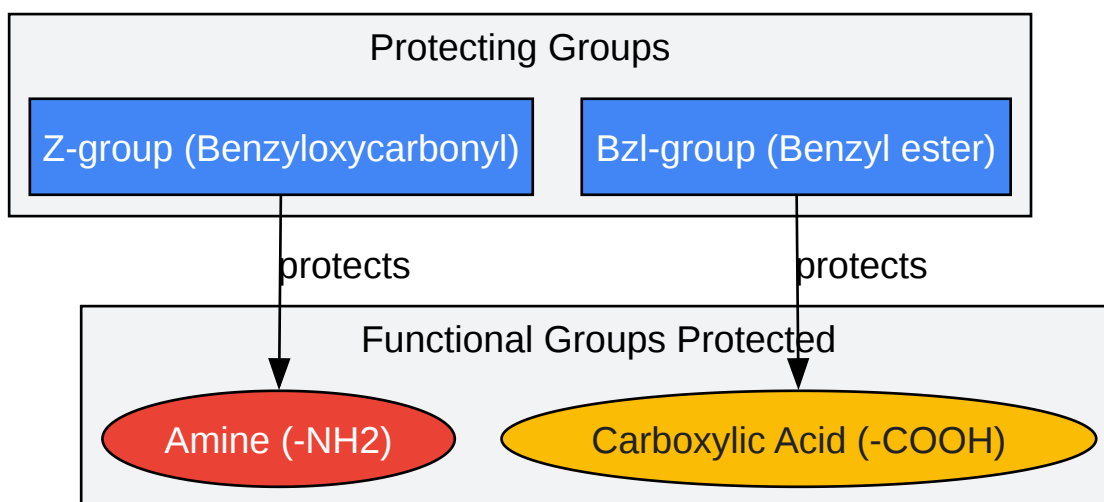 Protecting Groups
Z-group (Benzyloxycarbonyl)
Bzl-group (Benzyl ester)
protects
protects
Functional Groups Protected
Amine (-NH2)
Carboxylic Acid (-COOH)